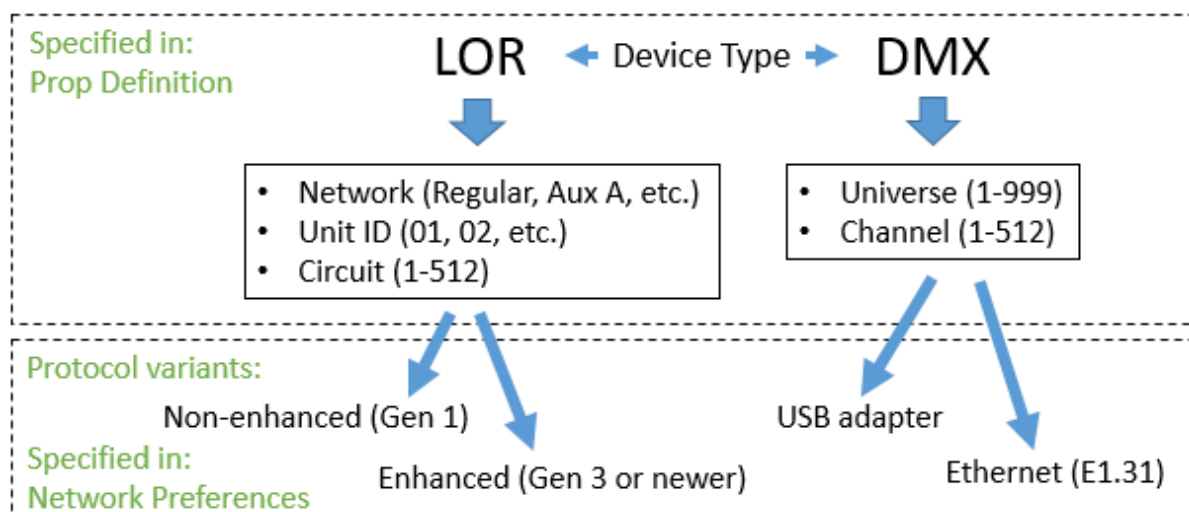 Specified in:
Prop Definition
LOR
Device Type
DMX
• Network (Regular, Aux A, etc.)
• Unit ID (01, 02, etc.)
• Circuit (1-512)
• Universe (1-999)
• Channel (1-512)
Protocol variants:
Non-enhanced (Gen 1)
Enhanced (Gen 3 or newer)
USB adapter
Ethernet (E1.31)
Specified in:
Network Preferences